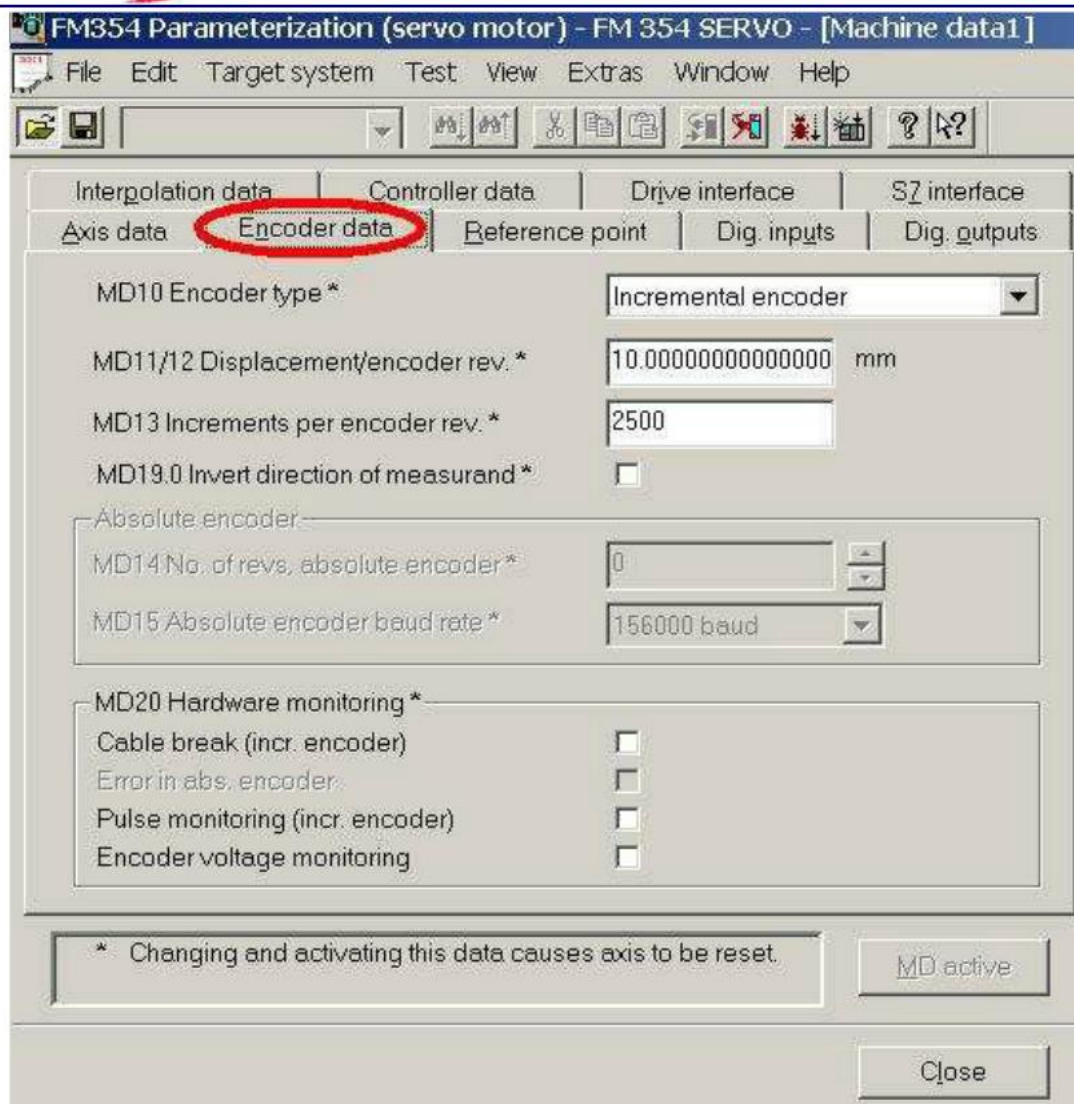 FM354 Parameterization (servo motor) - FM 354 SERVO - [Machine data1]
File Edit Target system Test View Extras Window Help
Interpolation data Controller data Drive interface S7 interface
Axis data Encoder data Reference point Dig. inputs Dig. outputs
MD10 Encoder type * Incremental encoder
MD11/12 Displacement/encoder rev. * 10.00000000000000 mm
MD13 Increments per encoder rev. * 2500
MD19.0 Invert direction of measurand *
Absolute encoder
MD14 No. of revs, absolute encoder * 0
MD15 Absolute encoder baud rate * 156000 baud
MD20 Hardware monitoring *
Cable break (incr. encoder)
Error in abs. encoder
Pulse monitoring (incr. encoder)
Encoder voltage monitoring
* Changing and activating this data causes axis to be reset.
MD active
Close